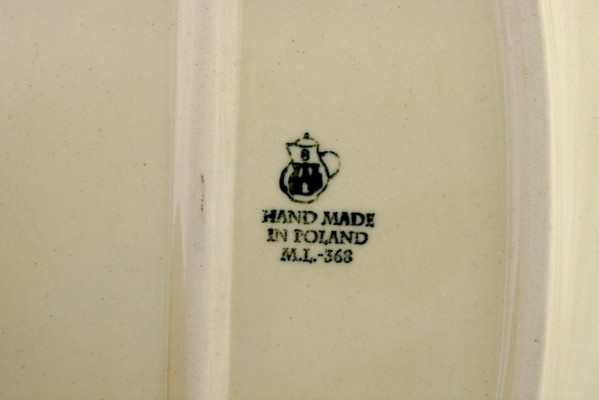 B
HAND MADE
IN POLAND
M.L.-368